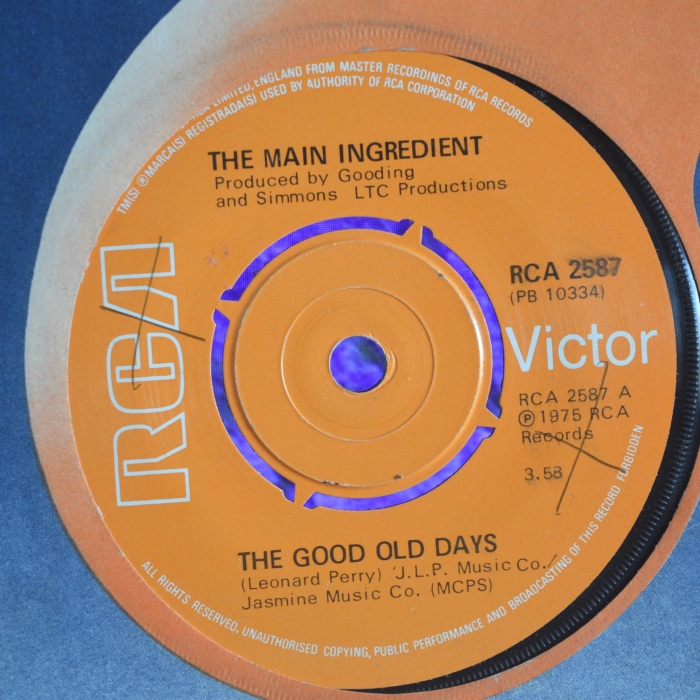 LIMITED, ENGLAND FROM MASTER RECORDINGS OF RCA RECORDS
TM(S) ® MARCA(S) REGISTRADA(S) USED BY AUTHORITY OF RCA CORPORATION
THE MAIN INGREDIENT
Produced by Gooding
and Simmons LTC Productions
RCA
RCA 2587
(PB 10334)
Victor
RCA 2587 A
Ⓟ1975 RCA
Records
3.58
THE GOOD OLD DAYS
(Leonard Perry) J.L.P. Music Co./
Jasmine Music Co. (MCPS)
ALL RIGHTS RESERVED. UNAUTHORISED COPYING, PUBLIC PERFORMANCE AND BROADCASTING OF THIS RECORD FORBIDDEN